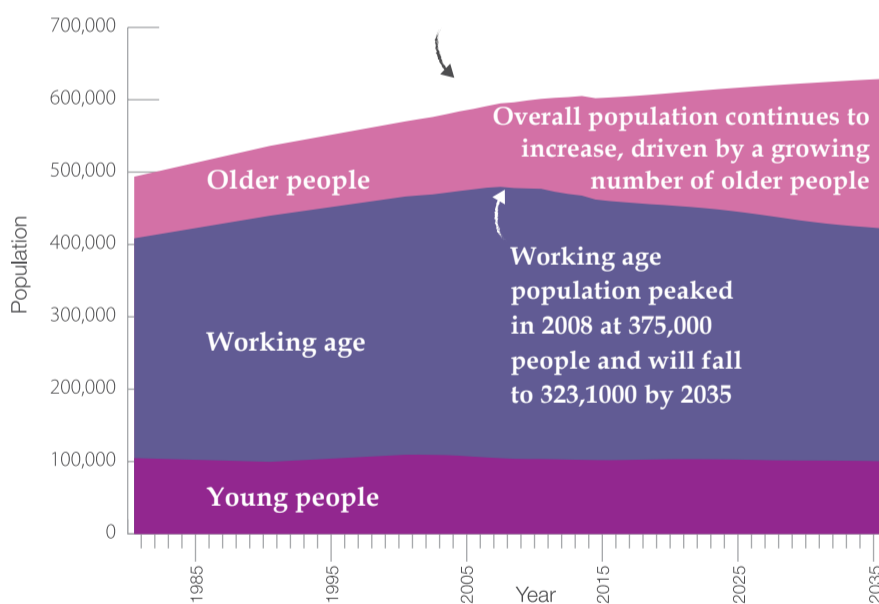 700,000
600,000
500,000
400,000
300,000
200,000
100,000
0
Population
Overall population continues to
increase, driven by a growing
number of older people
Older people
Working age
population peaked
in 2008 at 375,000
people and will fall
to 323,1000 by 2035
Working age
Young people
1985
1995
2005
2015
2025
2035
Year